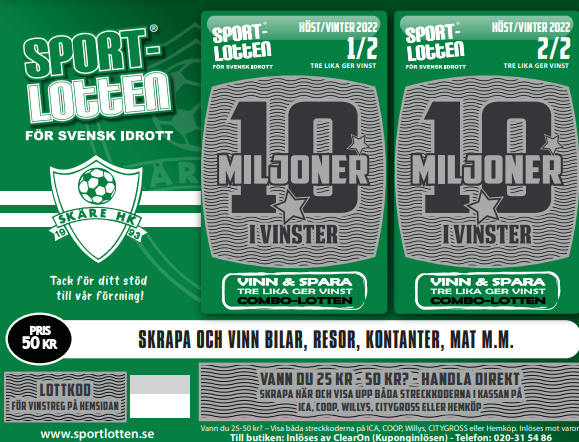 SPORT-
LOTTEN®
FÖR SVENSK IDROTT
SKÅRE HK
1993
Tack för ditt stöd
till vår förcning!
SPORT-
LOTTEN
FÖR SVENSK IDROTT
HÖST/VINTER 2022
1/2
TRE LIKA GER VINST
10
MILJONER
I VINSTER
VINN & SPARA
TRE LIKA GER VINST
COMBO-LOTTEN
SPORT-
LOTTEN
FÖR SVENSK IDROTT
HÖST/VINTER 2022
2/2
TRE LIKA GER VINST
10
MILJONER
I VINSTER
VINN & SPARA
TRE LIKA GER VINST
COMBO-LOTTEN
PRIS
50 KR
SKRAPA OCH VINN BILAR, RESOR, KONTANTER, MAT M.M.
LOTTKOD
FÖR VINSTREG PÅ HEMSIDAN
www.sportlotten.se
VANN DU 25 KR - 50 KR? - HANDLA DIREKT
SKRAPA HÄR OCH VISA UPP BÅDA STRECKKODERNA I KASSAN PÅ
ICA, COOP, WILLYS, CITYGROSS ELLER HEMKÖP
Vann du 25-50 kr? – Visa båda streckkoderna på ICA, COOP, Willys, CITYGROSS eller Hemköp. Inlöses mot varor
Till butiken: Inlöses av ClearOn (Kuponginlösen) - Telefon: 020-31 54 86